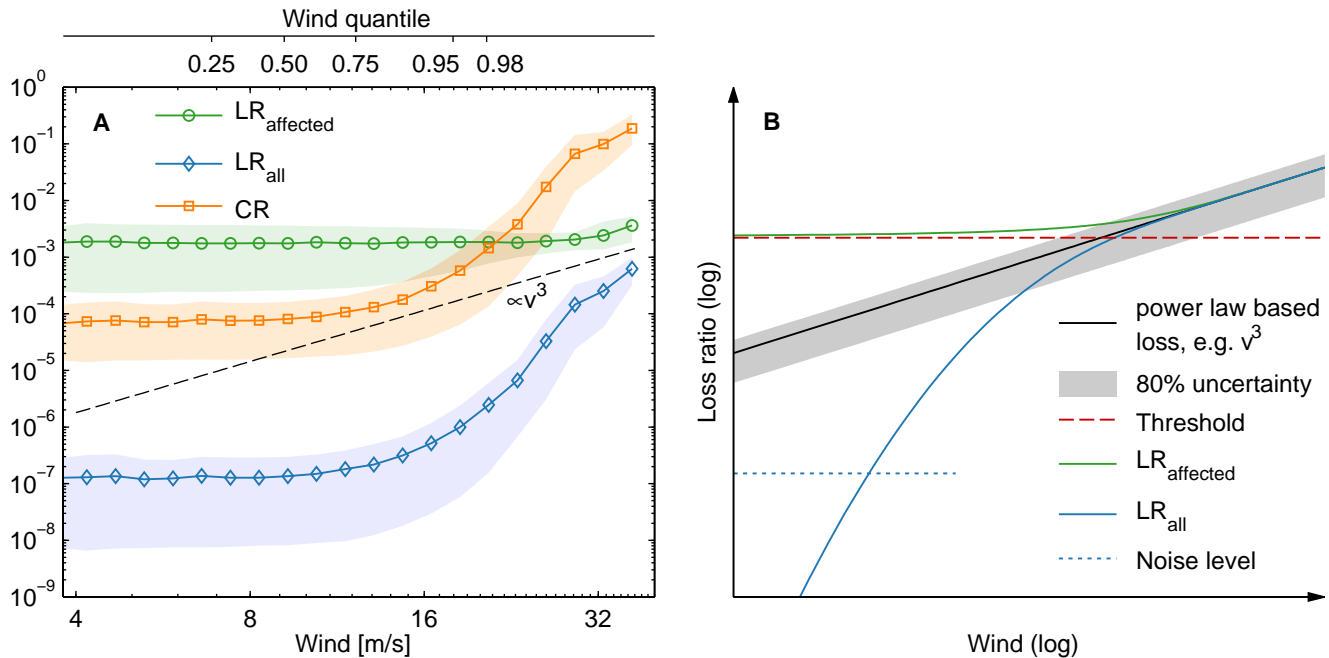 Wind quantile
0.25 0.50 0.75 0.95 0.98
A
LR_affected
LR_all
CR
∝v^3
10^0
10^-1
10^-2
10^-3
10^-4
10^-5
10^-6
10^-7
10^-8
10^-9
4 8 16 32
Wind [m/s]
B
Loss ratio (log)
power law based
loss, e.g. v^3
80% uncertainty
Threshold
LR_affected
LR_all
Noise level
Wind (log)